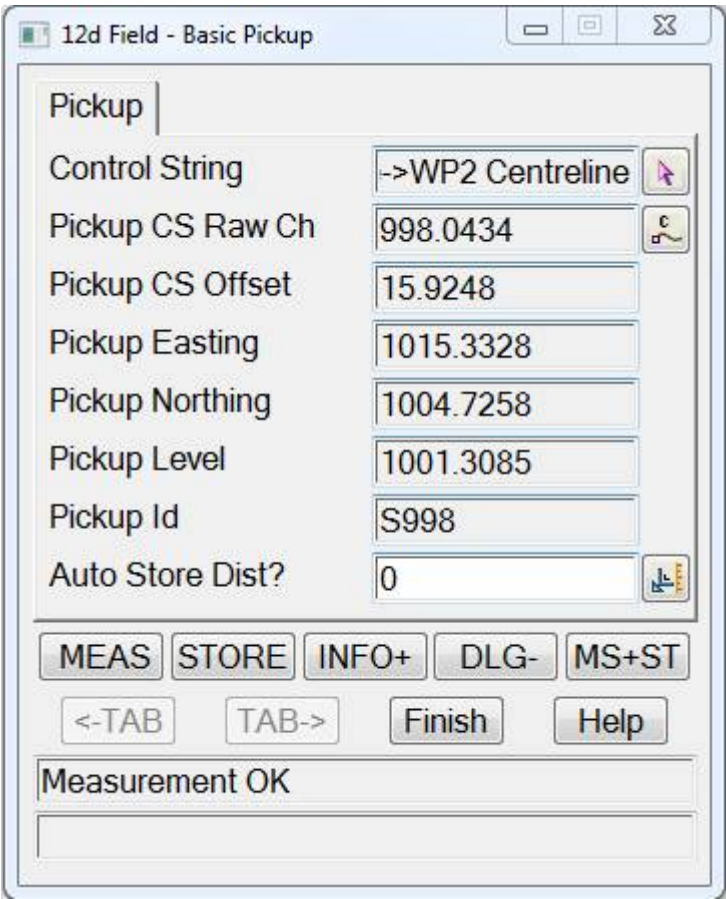 12d Field - Basic Pickup
Pickup
Control String ->WP2 Centreline
Pickup CS Raw Ch 998.0434
Pickup CS Offset 15.9248
Pickup Easting 1015.3328
Pickup Northing 1004.7258
Pickup Level 1001.3085
Pickup Id S998
Auto Store Dist? 0
MEAS STORE INFO+ DLG- MS+ST
<-TAB TAB-> Finish Help
Measurement OK